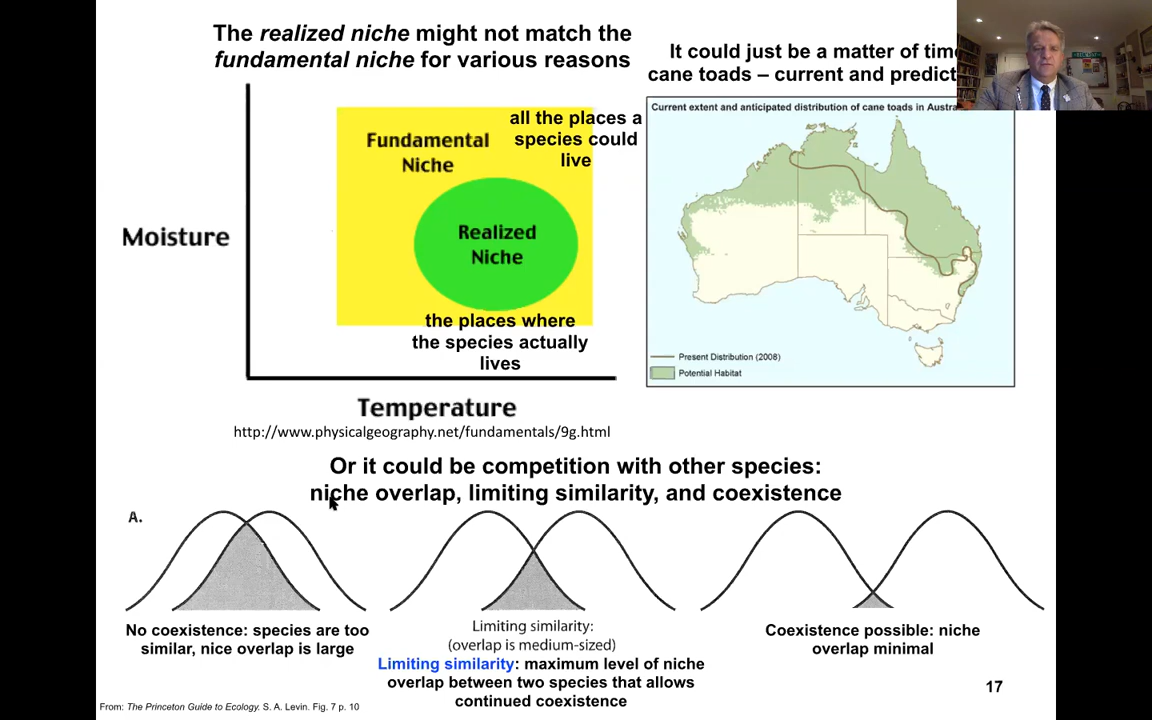 The realized niche might not match the
fundamental niche for various reasons
It could just be a matter of time
cane toads – current and predict
all the places a
species could
live
Fundamental
Niche
Realized
Niche
the places where
the species actually
lives
Moisture
Temperature
http://www.physicalgeography.net/fundamentals/9g.html
Current extent and anticipated distribution of cane toads in Austra
Present Distribution (2008)
Potential Habitat
Or it could be competition with other species:
niche overlap, limiting similarity, and coexistence
A.
No coexistence: species are too
similar, nice overlap is large
Limiting similarity:
(overlap is medium-sized)
Limiting similarity: maximum level of niche
overlap between two species that allows
continued coexistence
Coexistence possible: niche
overlap minimal
17
From: The Princeton Guide to Ecology. S. A. Levin. Fig. 7 p. 10